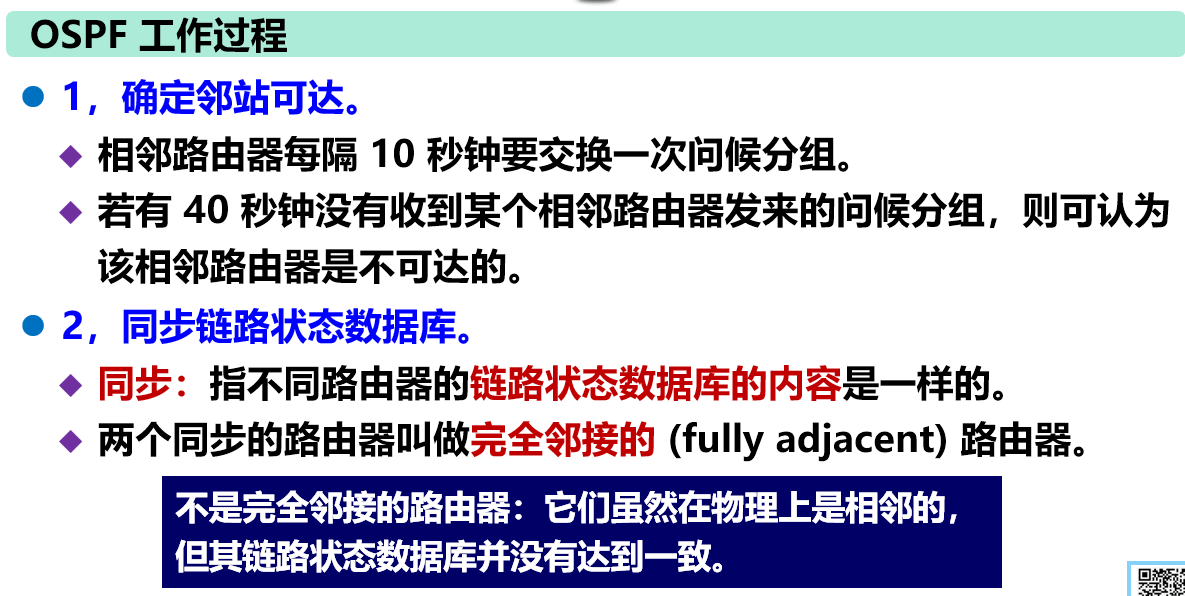 OSPF 工作过程
1，确定邻站可达。
相邻路由器每隔 10 秒钟要交换一次问候分组。
若有 40 秒钟没有收到某个相邻路由器发来的问候分组，则可认为
该相邻路由器是不可达的。
2，同步链路状态数据库。
同步：指不同路由器的链路状态数据库的内容是一样的。
两个同步的路由器叫做完全邻接的 (fully adjacent) 路由器。
不是完全邻接的路由器：它们虽然在物理上是相邻的，
但其链路状态数据库并没有达到一致。